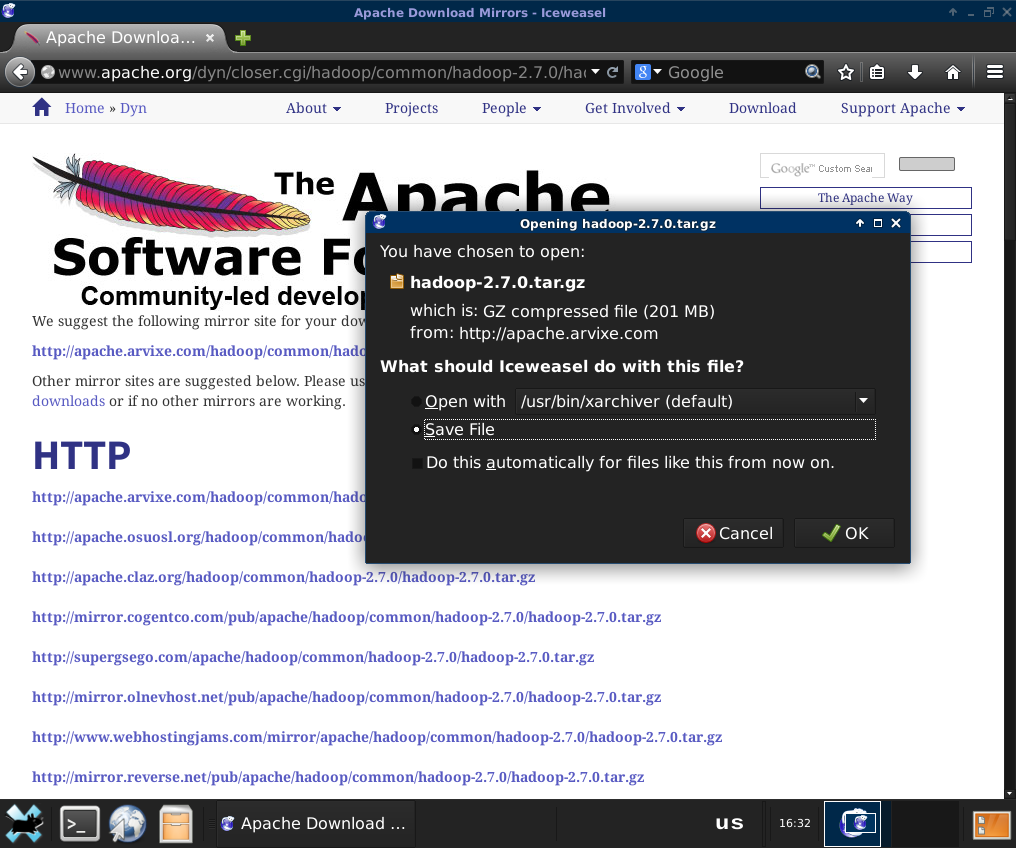 Apache Download Mirrors - Iceweasel
Apache Downloa...
www.apache.org/dyn/closer.cgi/hadoop/common/hadoop-2.7.0/ha
8 Google
Home » Dyn About Projects People Get Involved Download Support Apache
Google™ Custom Sear
The Apache Way
The Apache
Software Fo
Community-led develop
We suggest the following mirror site for your dow
http://apache.arvixe.com/hadoop/common/hado
Other mirror sites are suggested below. Please us
downloads or if no other mirrors are working.
HTTP
http://apache.arvixe.com/hadoop/common/hado
http://apache.osuosl.org/hadoop/common/hado
http://apache.claz.org/hadoop/common/hadoop-2.7.0/hadoop-2.7.0.tar.gz
http://mirror.cogentco.com/pub/apache/hadoop/common/hadoop-2.7.0/hadoop-2.7.0.tar.gz
http://supergsego.com/apache/hadoop/common/hadoop-2.7.0/hadoop-2.7.0.tar.gz
http://mirror.olnevhost.net/pub/apache/hadoop/common/hadoop-2.7.0/hadoop-2.7.0.tar.gz
http://www.webhostingjams.com/mirror/apache/hadoop/common/hadoop-2.7.0/hadoop-2.7.0.tar.gz
http://mirror.reverse.net/pub/apache/hadoop/common/hadoop-2.7.0/hadoop-2.7.0.tar.gz
Opening hadoop-2.7.0.tar.gz
You have chosen to open:
hadoop-2.7.0.tar.gz
which is: GZ compressed file (201 MB)
from: http://apache.arvixe.com
What should Iceweasel do with this file?
Open with /usr/bin/xarchiver (default)
Save File
Do this automatically for files like this from now on.
Cancel OK
>_ Apache Download ... us 16:32